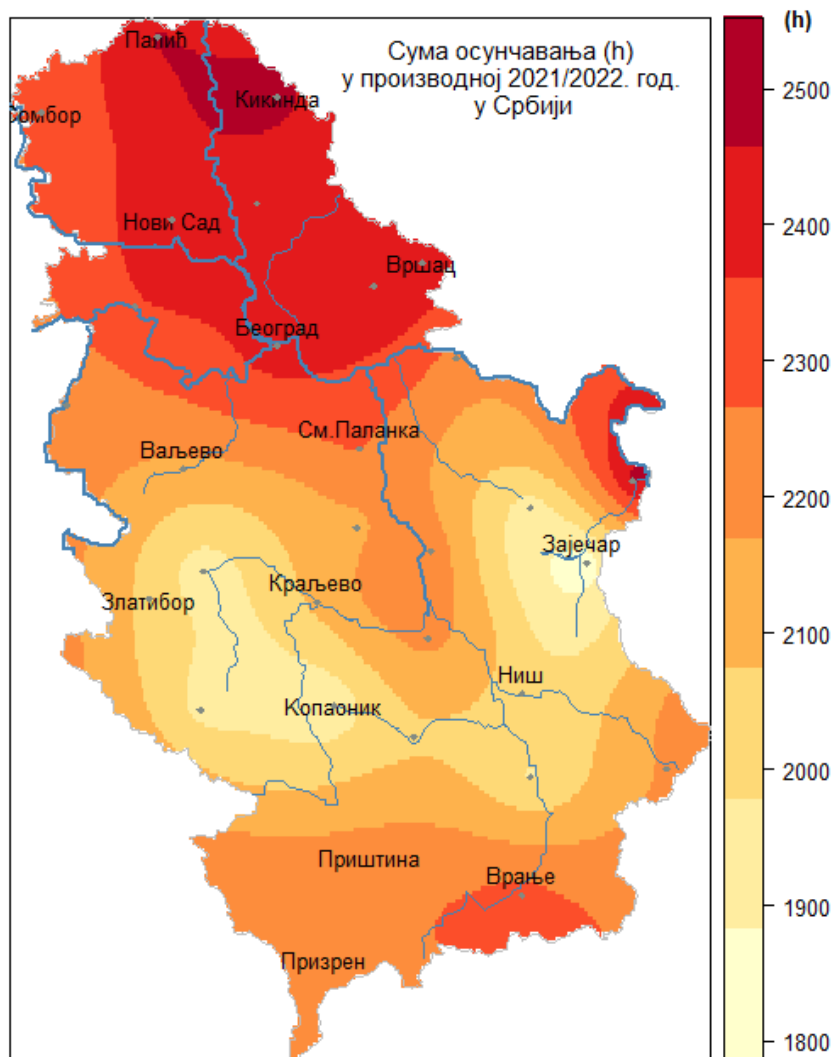 (h)
Сума осунчавања (h)
у производној 2021/2022. год.
у Србији
Палић
Кикинда
сомбор
Нови Сад
Вршац
Београд
См.Паланка
Ваљево
Зајечар
Краљево
Златибор
Ниш
Копаоник
Приштина
Врање
Призрен
2500
2400
2300
2200
2100
2000
1900
1800